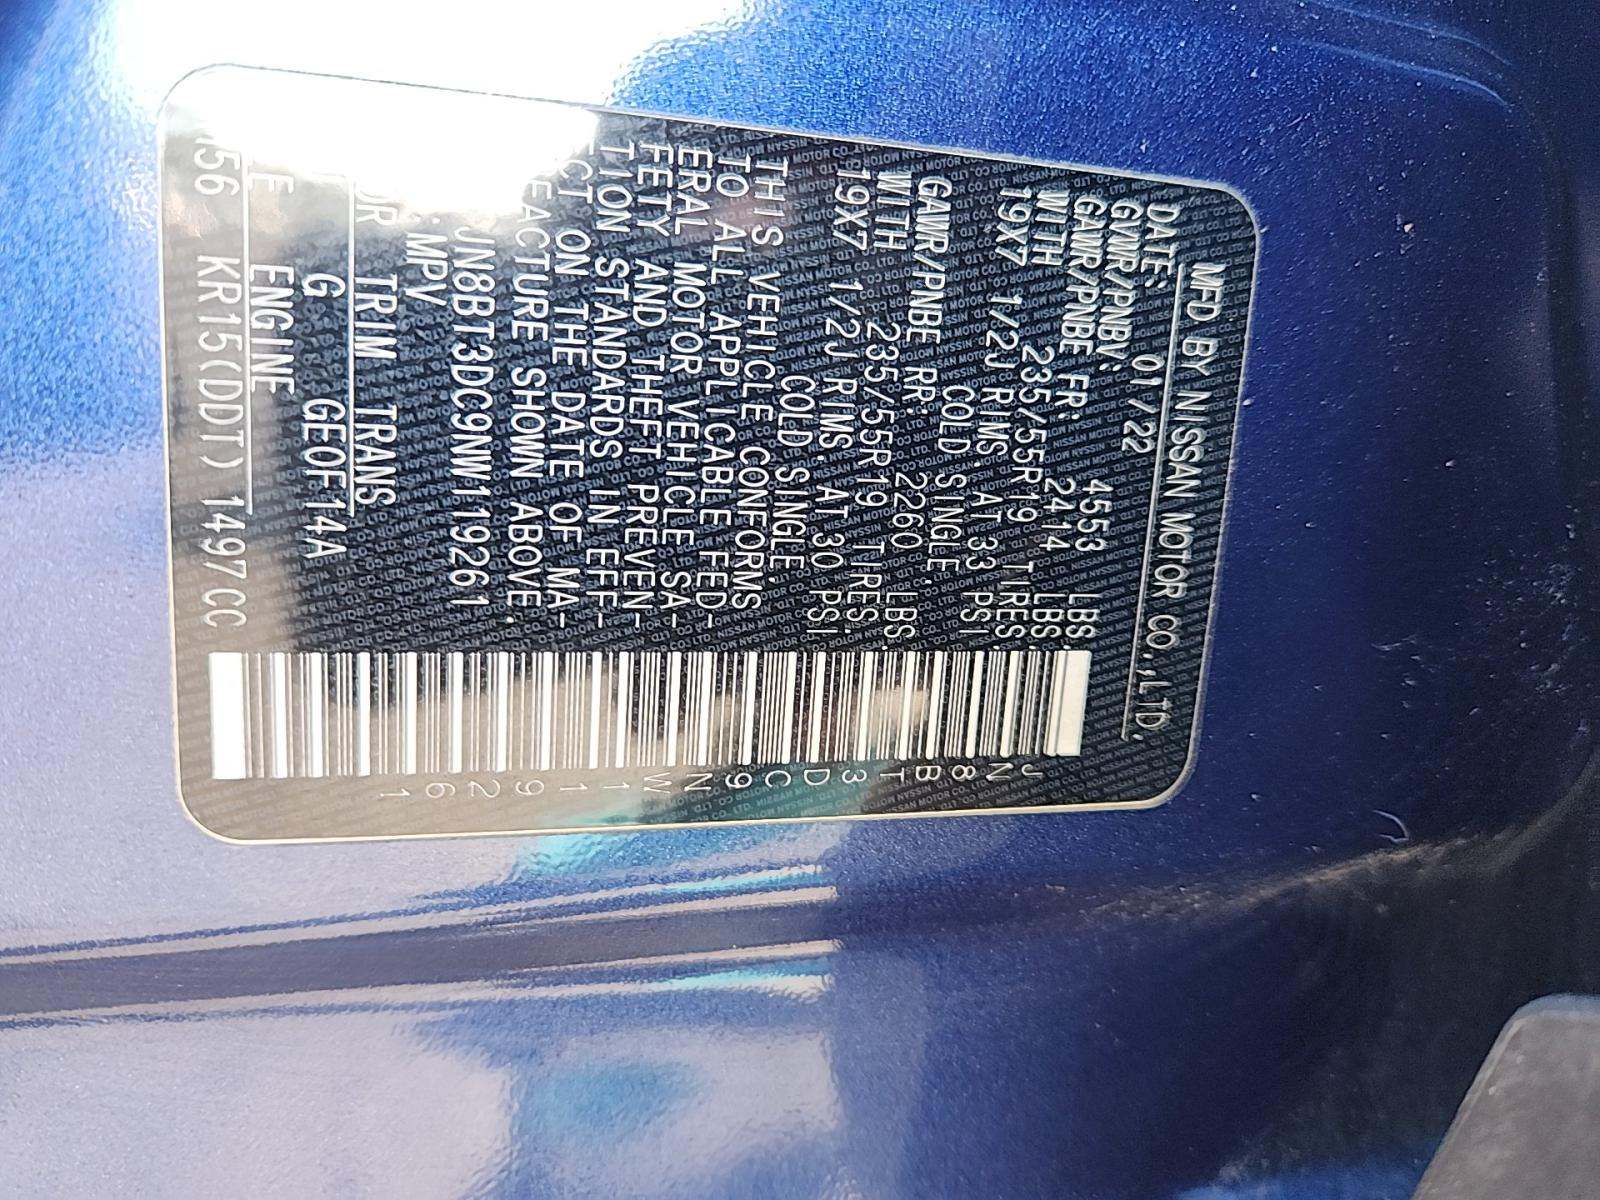 MFD BY NISSAN MOTOR CO.,LTD.
DATE: 01/22
GVWR/PNBV: 4553 LBS.
GAWR/PNBE FR: 2414 LBS.
WITH 235/55R19 TIRES.
19X7 1/2J RIMS. AT 33 PSI
COLD SINGLE.
GAWR/PNBE RR: 2260 LBS.
WITH 235/55R19 TIRES.
19X7 1/2J RIMS. AT 30 PSI
COLD SINGLE.
THIS VEHICLE CONFORMS
TO ALL APPLICABLE FED-
ERAL MOTOR VEHICLE SA-
FETY AND THEFT PREVEN-
TION STANDARDS IN EFF-
ECT ON THE DATE OF MA-
FACTURE SHOWN ABOVE.
JN8BT3DC9NW119261
MPV
TRIM TRANS
G GE0F14A
ENGINE
KR15(DDT) 1497CC
JN8BT3DC9NW119261